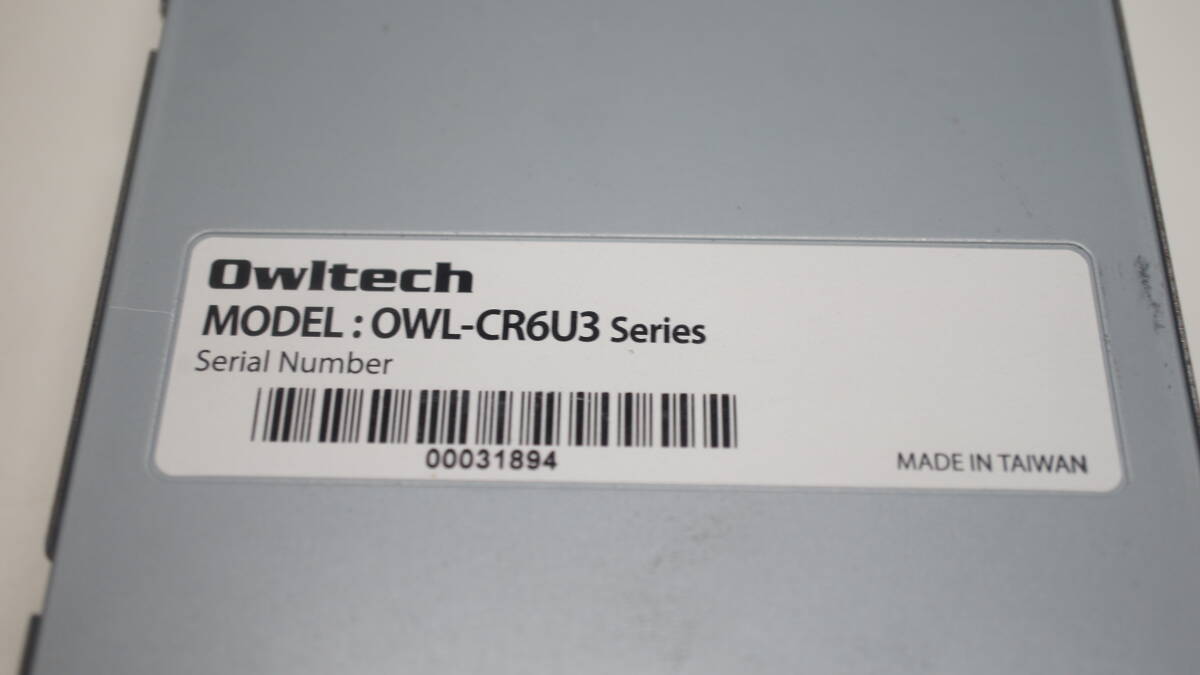 Owltech
MODEL : OWL-CR6U3 Series
Serial Number
00031894
MADE IN TAIWAN